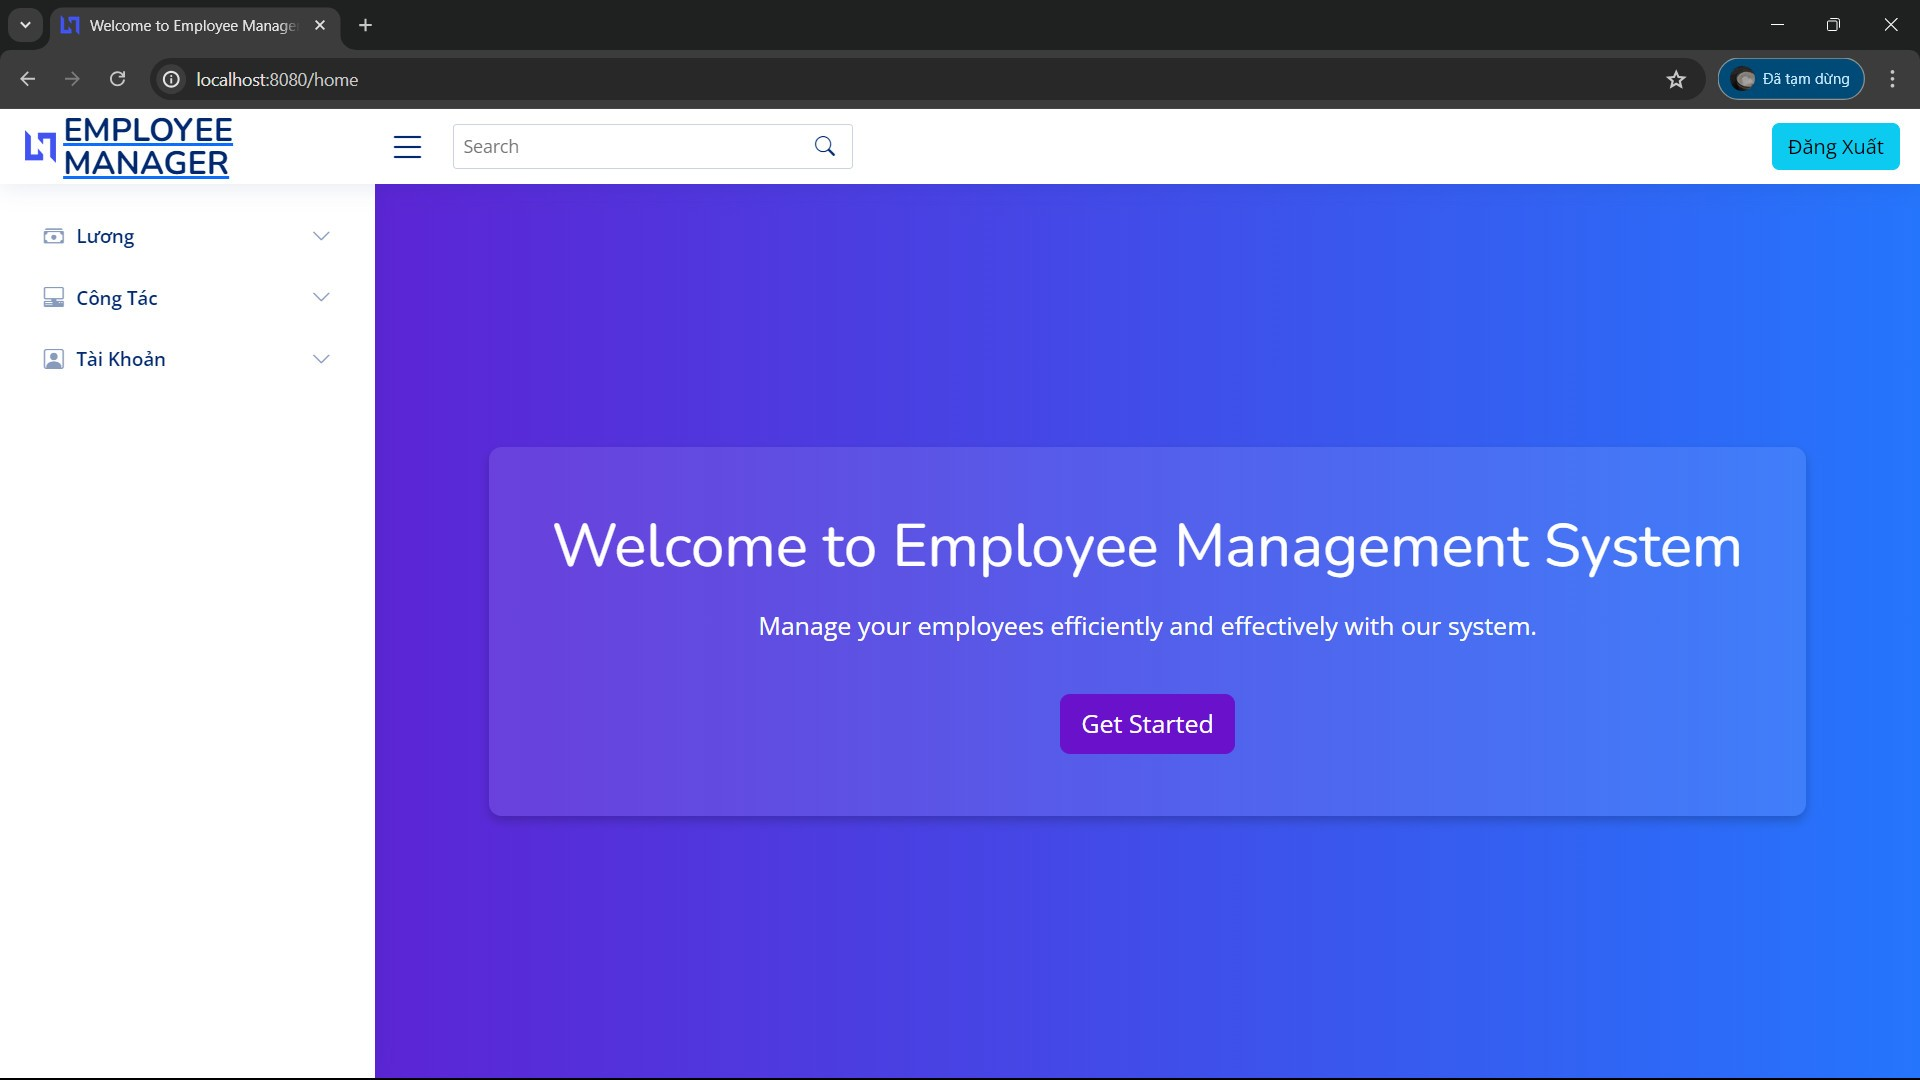 Welcome to Employee Manage
localhost:8080/home
Đã tạm dừng
EMPLOYEE
MANAGER
Search
Đăng Xuất
Lương
Công Tác
Tài Khoản
Welcome to Employee Management System
Manage your employees efficiently and effectively with our system.
Get Started